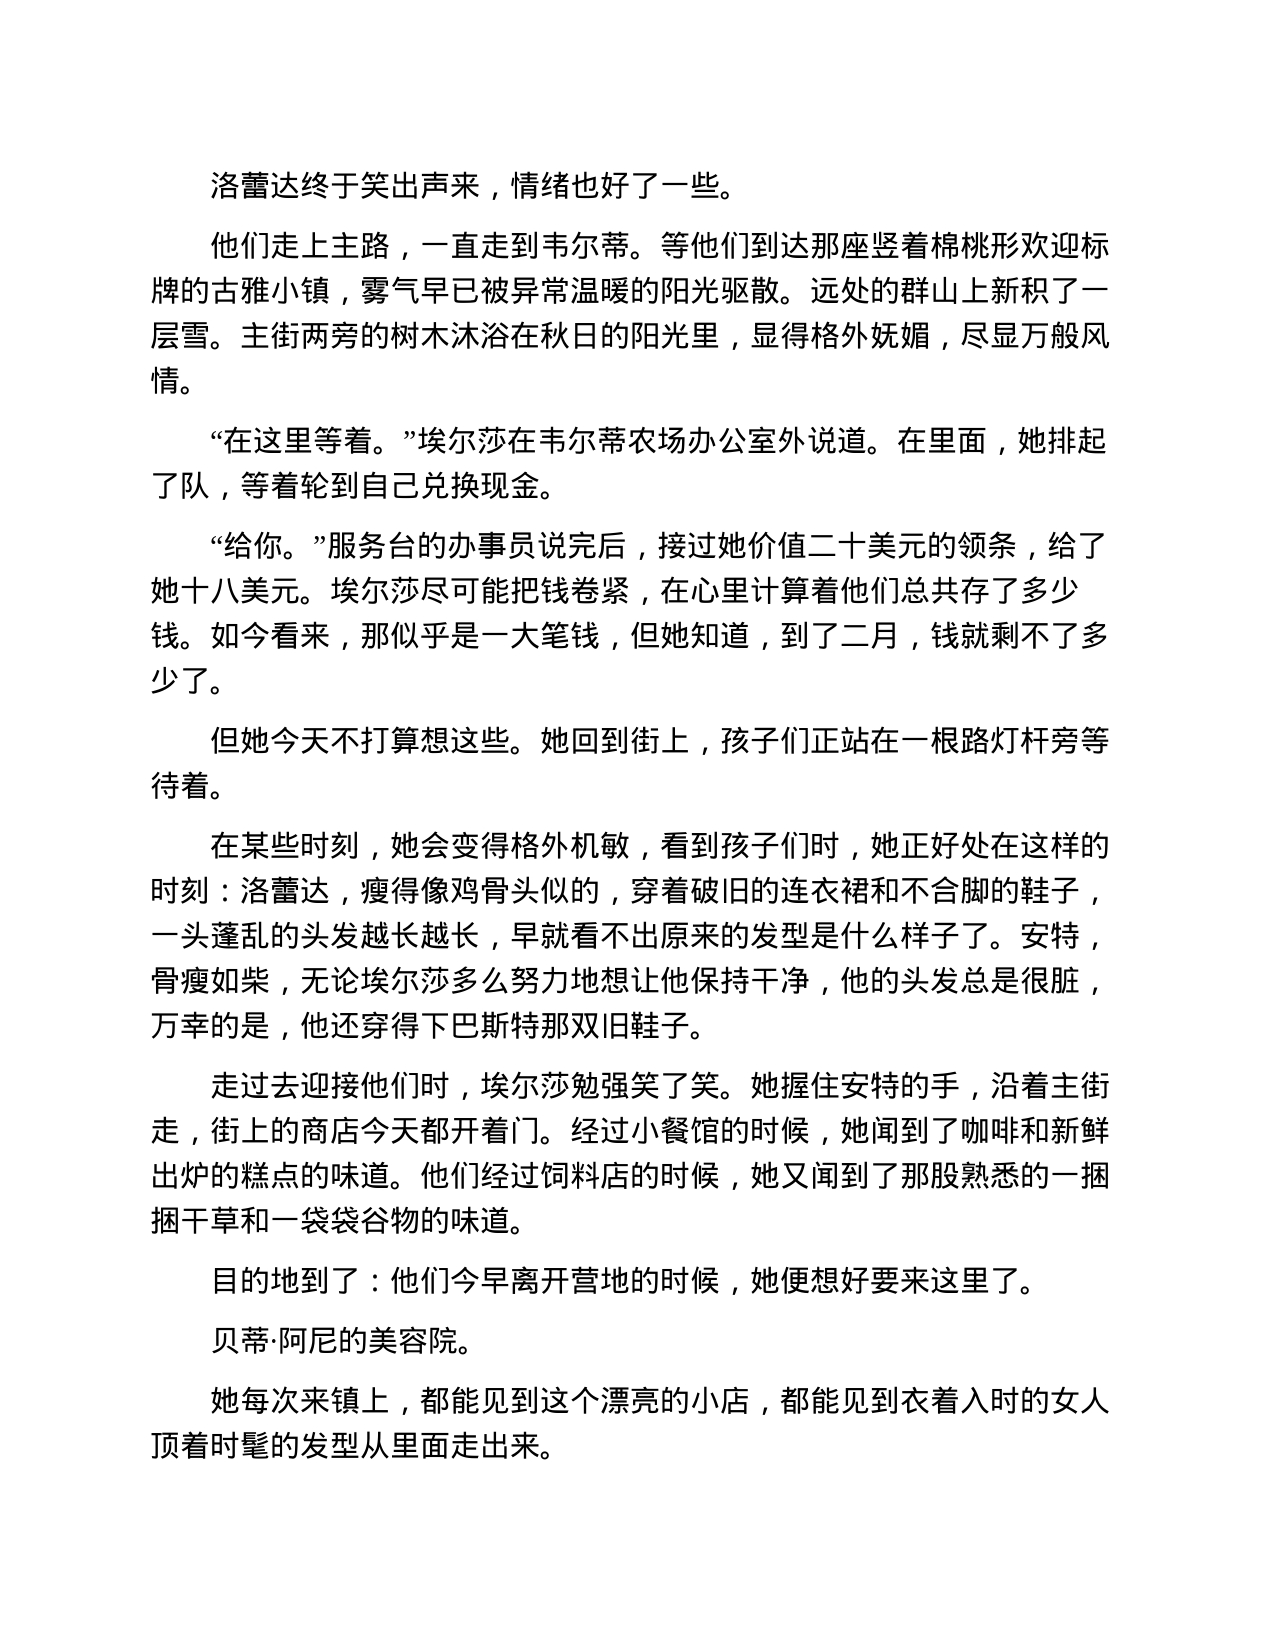 洛蕾达终于笑出声来，情绪也好了一些。
他们走上主路，一直走到韦尔蒂。等他们到达那座竖着棉桃形欢迎标
牌的古雅小镇，雾气早已被异常温暖的阳光驱散。远处的群山上新积了一
层雪。主街两旁的树木沐浴在秋日的阳光里，显得格外妩媚，尽显万般风
情。
“在这里等着。”埃尔莎在韦尔蒂农场办公室外说道。在里面，她排起
了队，等着轮到自己兑换现金。
“给你。”服务台的办事员说完后，接过她价值二十美元的领条，给了
她十八美元。埃尔莎尽可能把钱卷紧，在心里计算着他们总共存了多少
钱。如今看来，那似乎是一大笔钱，但她知道，到了二月，钱就剩不了多
少了。
但她今天不打算想这些。她回到街上，孩子们正站在一根路灯杆旁等
待着。
在某些时刻，她会变得格外机敏，看到孩子们时，她正好处在这样的
时刻：洛蕾达，瘦得像鸡骨头似的，穿着破旧的连衣裙和不合脚的鞋子，
一头蓬乱的头发越长越长，早就看不出原来的发型是什么样子了。安特，
骨瘦如柴，无论埃尔莎多么努力地想让他保持干净，他的头发总是很脏，
万幸的是，他还穿得下巴斯特那双旧鞋子。
走过去迎接他们时，埃尔莎勉强笑了笑。她握住安特的手，沿着主街
走，街上的商店今天都开着门。经过小餐馆的时候，她闻到了咖啡和新鲜
出炉的糕点的味道。他们经过饲料店的时候，她又闻到了那股熟悉的一捆
捆干草和一袋袋谷物的味道。
目的地到了：他们今早离开营地的时候，她便想好要来这里了。
贝蒂·阿尼的美容院。
她每次来镇上，都能见到这个漂亮的小店，都能见到衣着入时的女人
顶着时髦的发型从里面走出来。